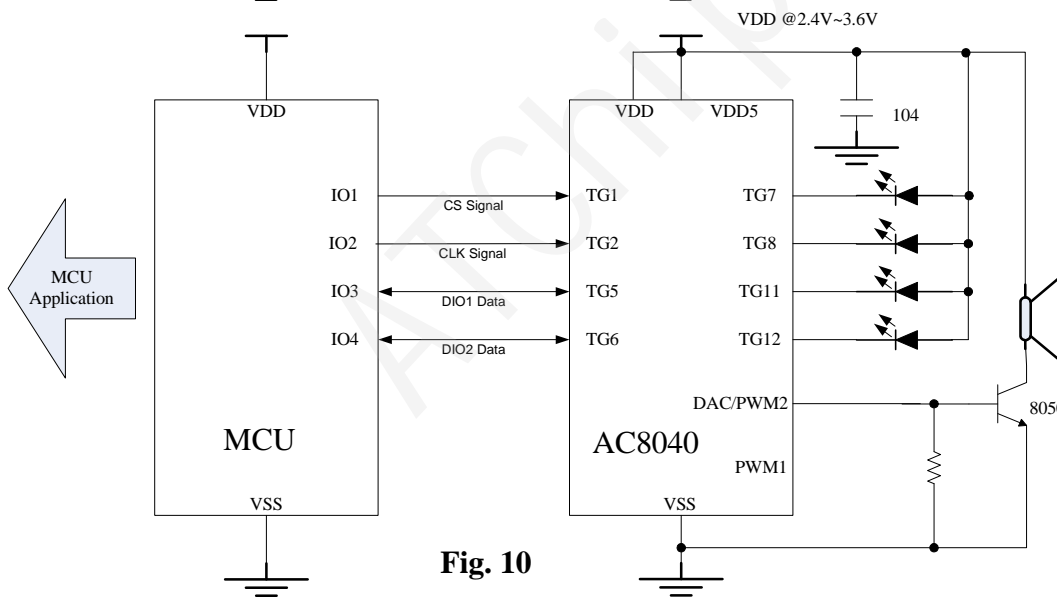 VDD @2.4V~3.6V
VDD
VDD
VDD5
104
IO1
CS Signal
TG1
TG7
IO2
CLK Signal
TG2
TG8
MCU
Application
IO3
DIO1 Data
TG5
TG11
IO4
DIO2 Data
TG6
TG12
DAC/PWM2
MCU
AC8040
PWM1
VSS
VSS
Fig. 10
ATchip